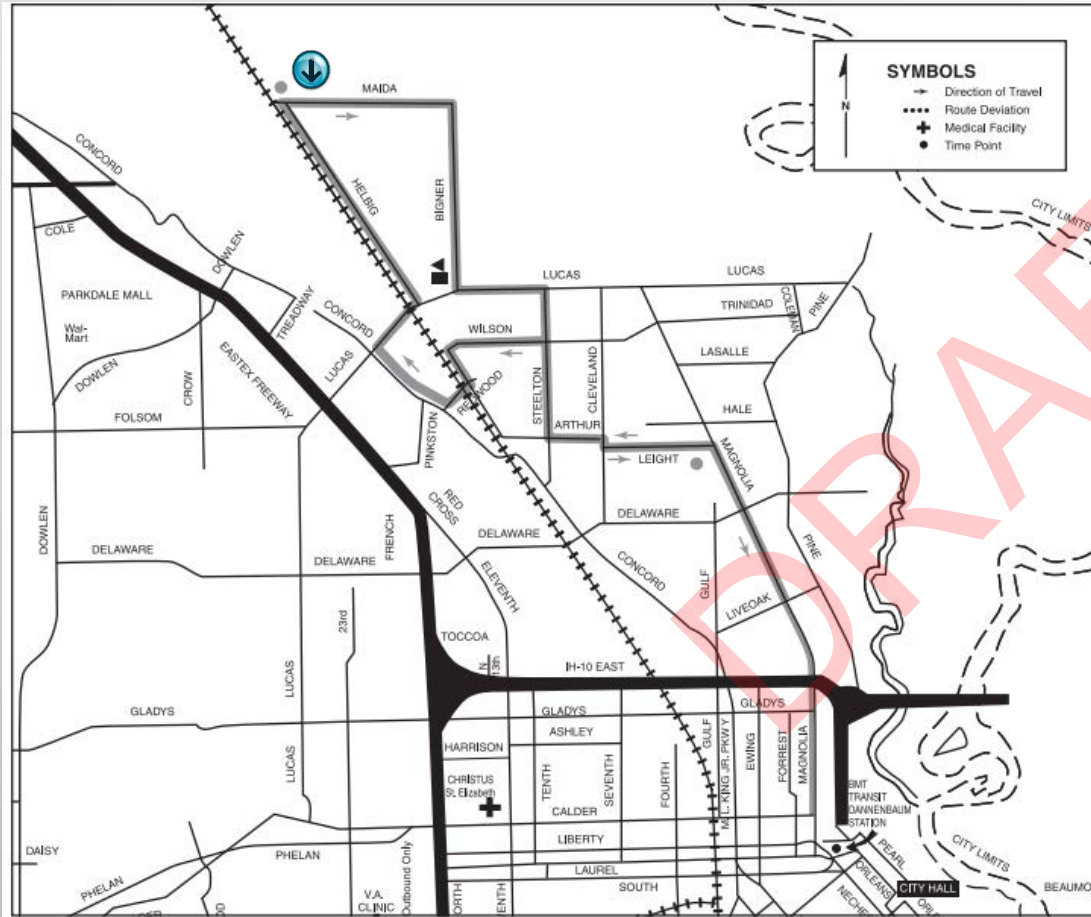 SYMBOLS
Direction of Travel
Route Deviation
Medical Facility
Time Point
N
MAIDA
CONCORD
HELBIG
BIGNER
CITY LIMITS
COLE
DOWLEN
LUCAS
LUCAS
PARKDALE MALL
Wal-
Mart
TREADWAY
CONCORD
WILSON
TRINIDAD
COLEMAN
PINE
DOWLEN
CROW
EASTEX FREEWAY
LUCAS
REDWOOD
STEELTON
CLEVELAND
LASALLE
FOLSOM
PINKSTON
ARTHUR
HALE
LEIGHT
MAGNOLIA
DOWLEN
RED
CROSS
FRENCH
DELAWARE
DELAWARE
DELAWARE
DELAWARE
CONCORD
PINE
ELEVENTH
GULF
LIVEOAK
23rd
TOCCOA
N
13th
IH-10 EAST
LUCAS
GLADYS
GLADYS
GLADYS
ASHLEY
HARRISON
LUCAS
CHRISTUS
St. Elizabeth
TENTH
SEVENTH
FOURTH
GULF
M. L. KING JR. PKWY
EWING
FORREST
MAGNOLIA
BMT
TRANSIT
DANNENBAUM
STATION
CALDER
LIBERTY
DAISY
PHELAN
LAUREL
PEARL
CITY LIMITS
PHELAN
V.A.
CLINIC
Outbound Only
SOUTH
ORLEANS
CITY HALL
BEAUMO
NECHE
ORTH
ENTH
DRA